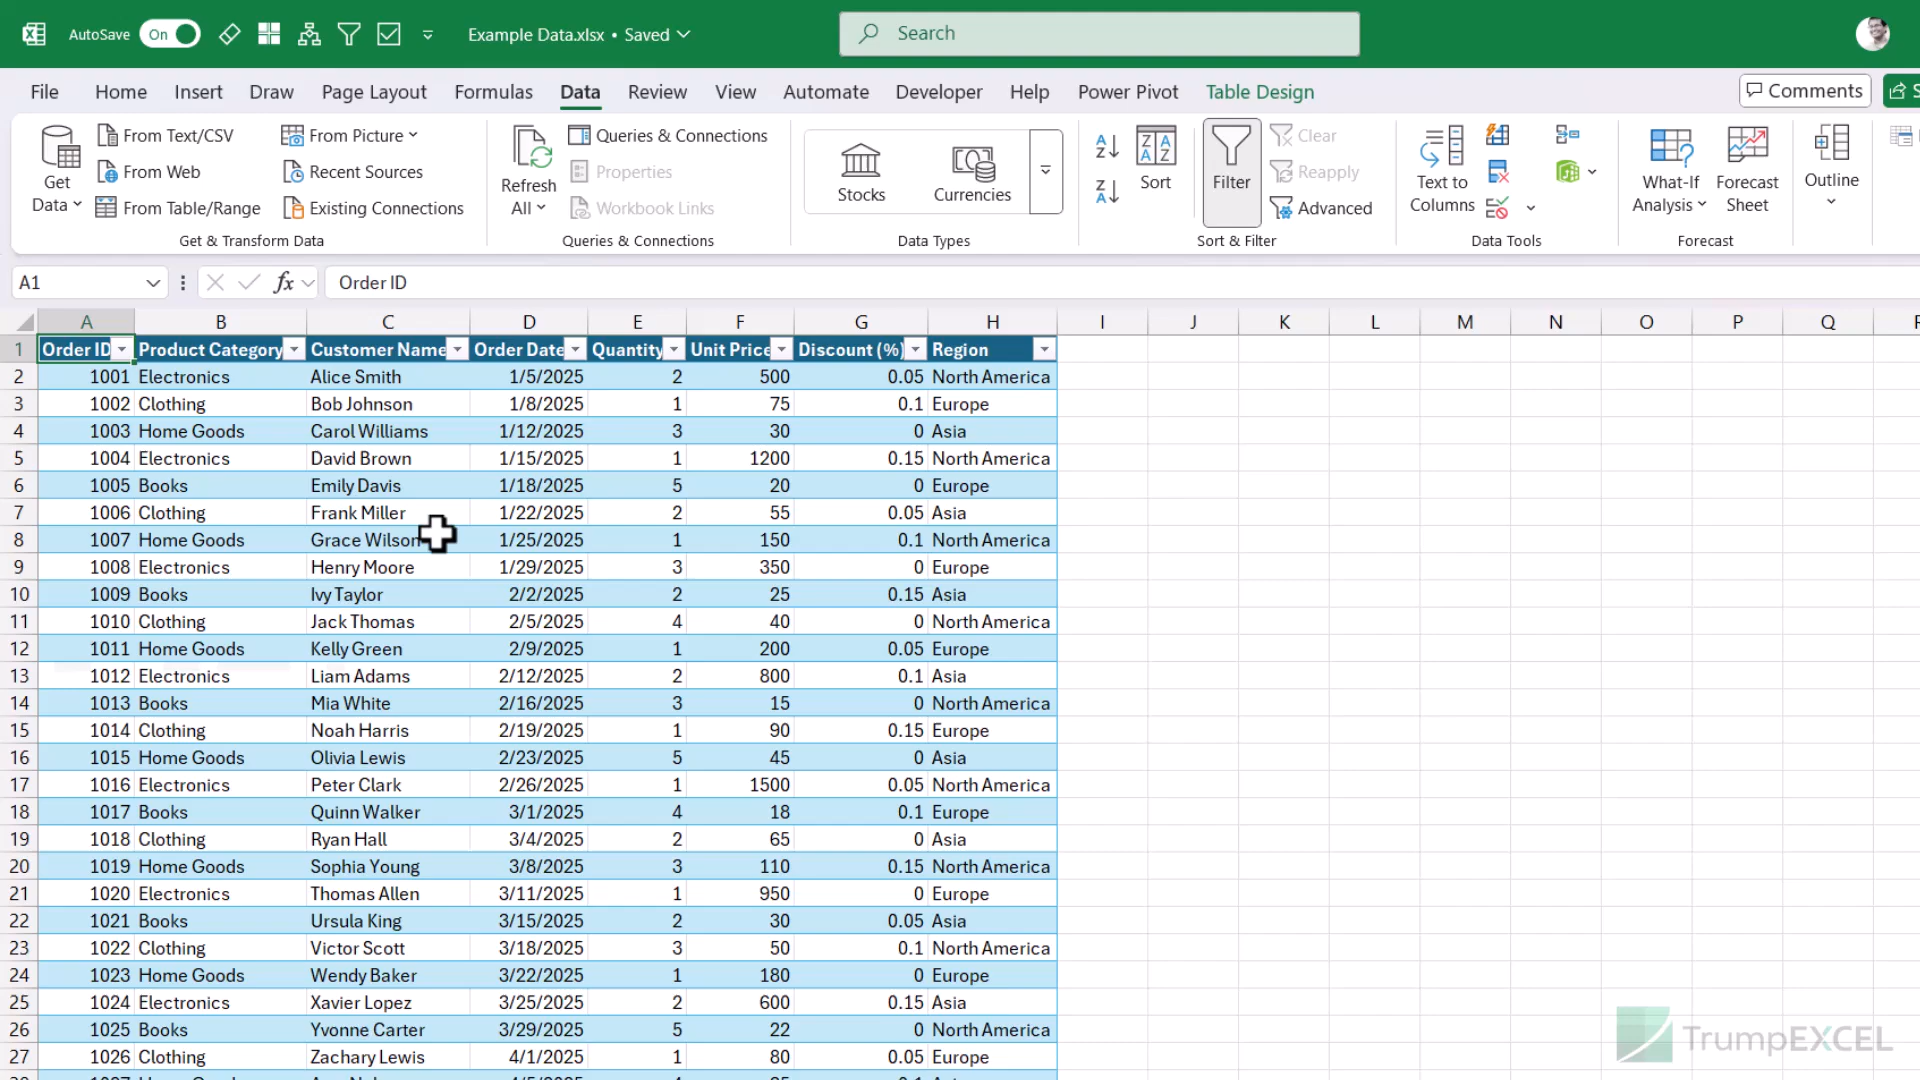 AutoSave On Example Data.xlsx • Saved Search
File Home Insert Draw Page Layout Formulas Data Review View Automate Developer Help Power Pivot Table Design Comments
Get Data
From Text/CSV
From Web
From Table/Range
From Picture
Recent Sources
Existing Connections
Get & Transform Data
Refresh All
Queries & Connections
Properties
Workbook Links
Queries & Connections
Stocks Currencies
Data Types
Sort
Filter
Clear
Reapply
Advanced
Sort & Filter
Text to Columns
Data Tools
What-If Analysis
Forecast Sheet
Forecast
Outline
A1 fx Order ID
A B C D E F G H I J K L M N O P Q
1 Order ID Product Category Customer Name Order Date Quantity Unit Price Discount (%) Region
2 1001 Electronics Alice Smith 1/5/2025 2 500 0.05 North America
3 1002 Clothing Bob Johnson 1/8/2025 1 75 0.1 Europe
4 1003 Home Goods Carol Williams 1/12/2025 3 30 0 Asia
5 1004 Electronics David Brown 1/15/2025 1 1200 0.15 North America
6 1005 Books Emily Davis 1/18/2025 5 20 0 Europe
7 1006 Clothing Frank Miller 1/22/2025 2 55 0.05 Asia
8 1007 Home Goods Grace Wilson 1/25/2025 1 150 0.1 North America
9 1008 Electronics Henry Moore 1/29/2025 3 350 0 Europe
10 1009 Books Ivy Taylor 2/2/2025 2 25 0.15 Asia
11 1010 Clothing Jack Thomas 2/5/2025 4 40 0 North America
12 1011 Home Goods Kelly Green 2/9/2025 1 200 0.05 Europe
13 1012 Electronics Liam Adams 2/12/2025 2 800 0.1 Asia
14 1013 Books Mia White 2/16/2025 3 15 0 North America
15 1014 Clothing Noah Harris 2/19/2025 1 90 0.15 Europe
16 1015 Home Goods Olivia Lewis 2/23/2025 5 45 0 Asia
17 1016 Electronics Peter Clark 2/26/2025 1 1500 0.05 North America
18 1017 Books Quinn Walker 3/1/2025 4 18 0.1 Europe
19 1018 Clothing Ryan Hall 3/4/2025 2 65 0 Asia
20 1019 Home Goods Sophia Young 3/8/2025 3 110 0.15 North America
21 1020 Electronics Thomas Allen 3/11/2025 1 950 0 Europe
22 1021 Books Ursula King 3/15/2025 2 30 0.05 Asia
23 1022 Clothing Victor Scott 3/18/2025 3 50 0.1 North America
24 1023 Home Goods Wendy Baker 3/22/2025 1 180 0 Europe
25 1024 Electronics Xavier Lopez 3/25/2025 2 600 0.15 Asia
26 1025 Books Yvonne Carter 3/29/2025 5 22 0 North America
27 1026 Clothing Zachary Lewis 4/1/2025 1 80 0.05 Europe
TrumpEXCEL